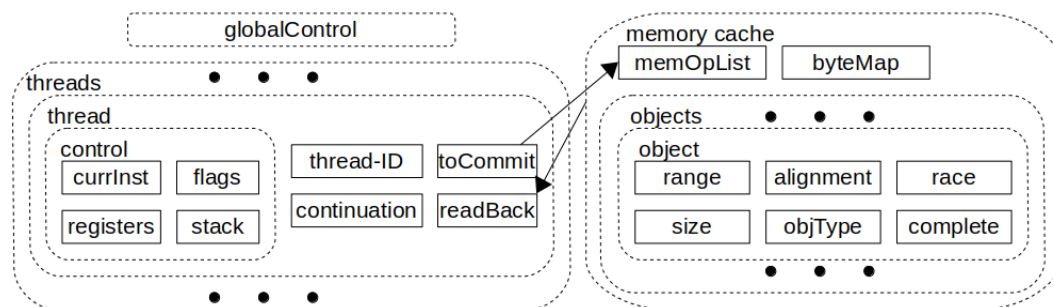 globalControl
threads
thread
control
currInst
flags
registers
stack
thread-ID
toCommit
continuation
readBack
memory cache
memOpList
byteMap
objects
object
range
alignment
race
size
objType
complete